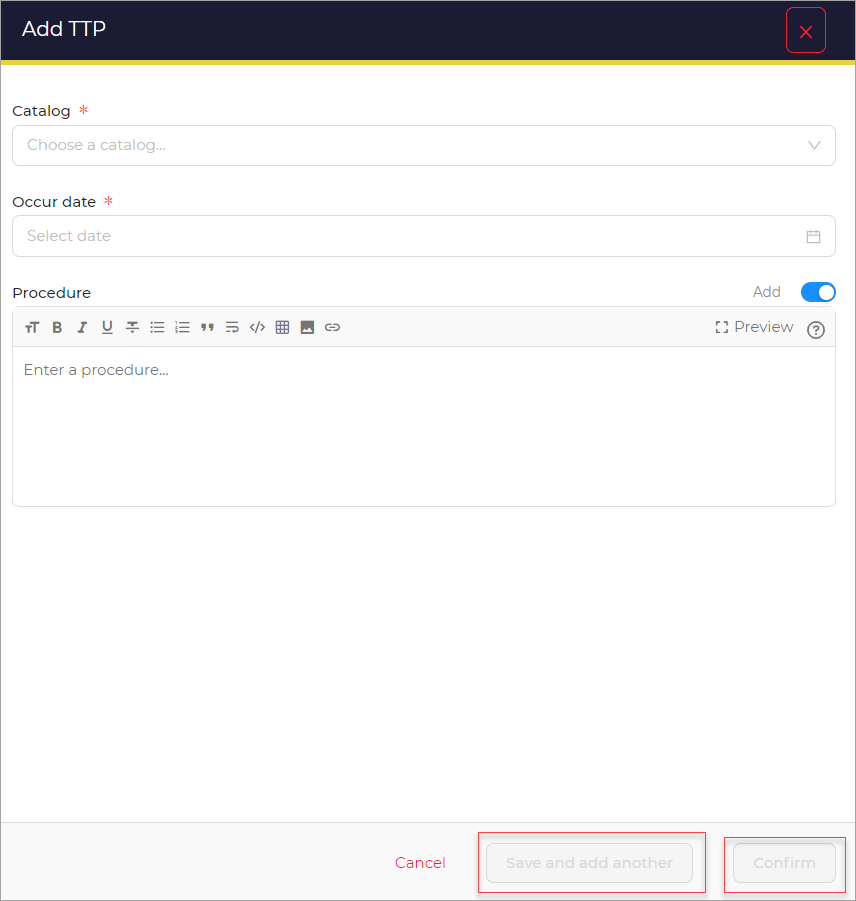 Add TTP
Catalog *
Choose a catalog...
Occur date *
Select date
Procedure Add
Preview
Enter a procedure...
Cancel Save and add another Confirm